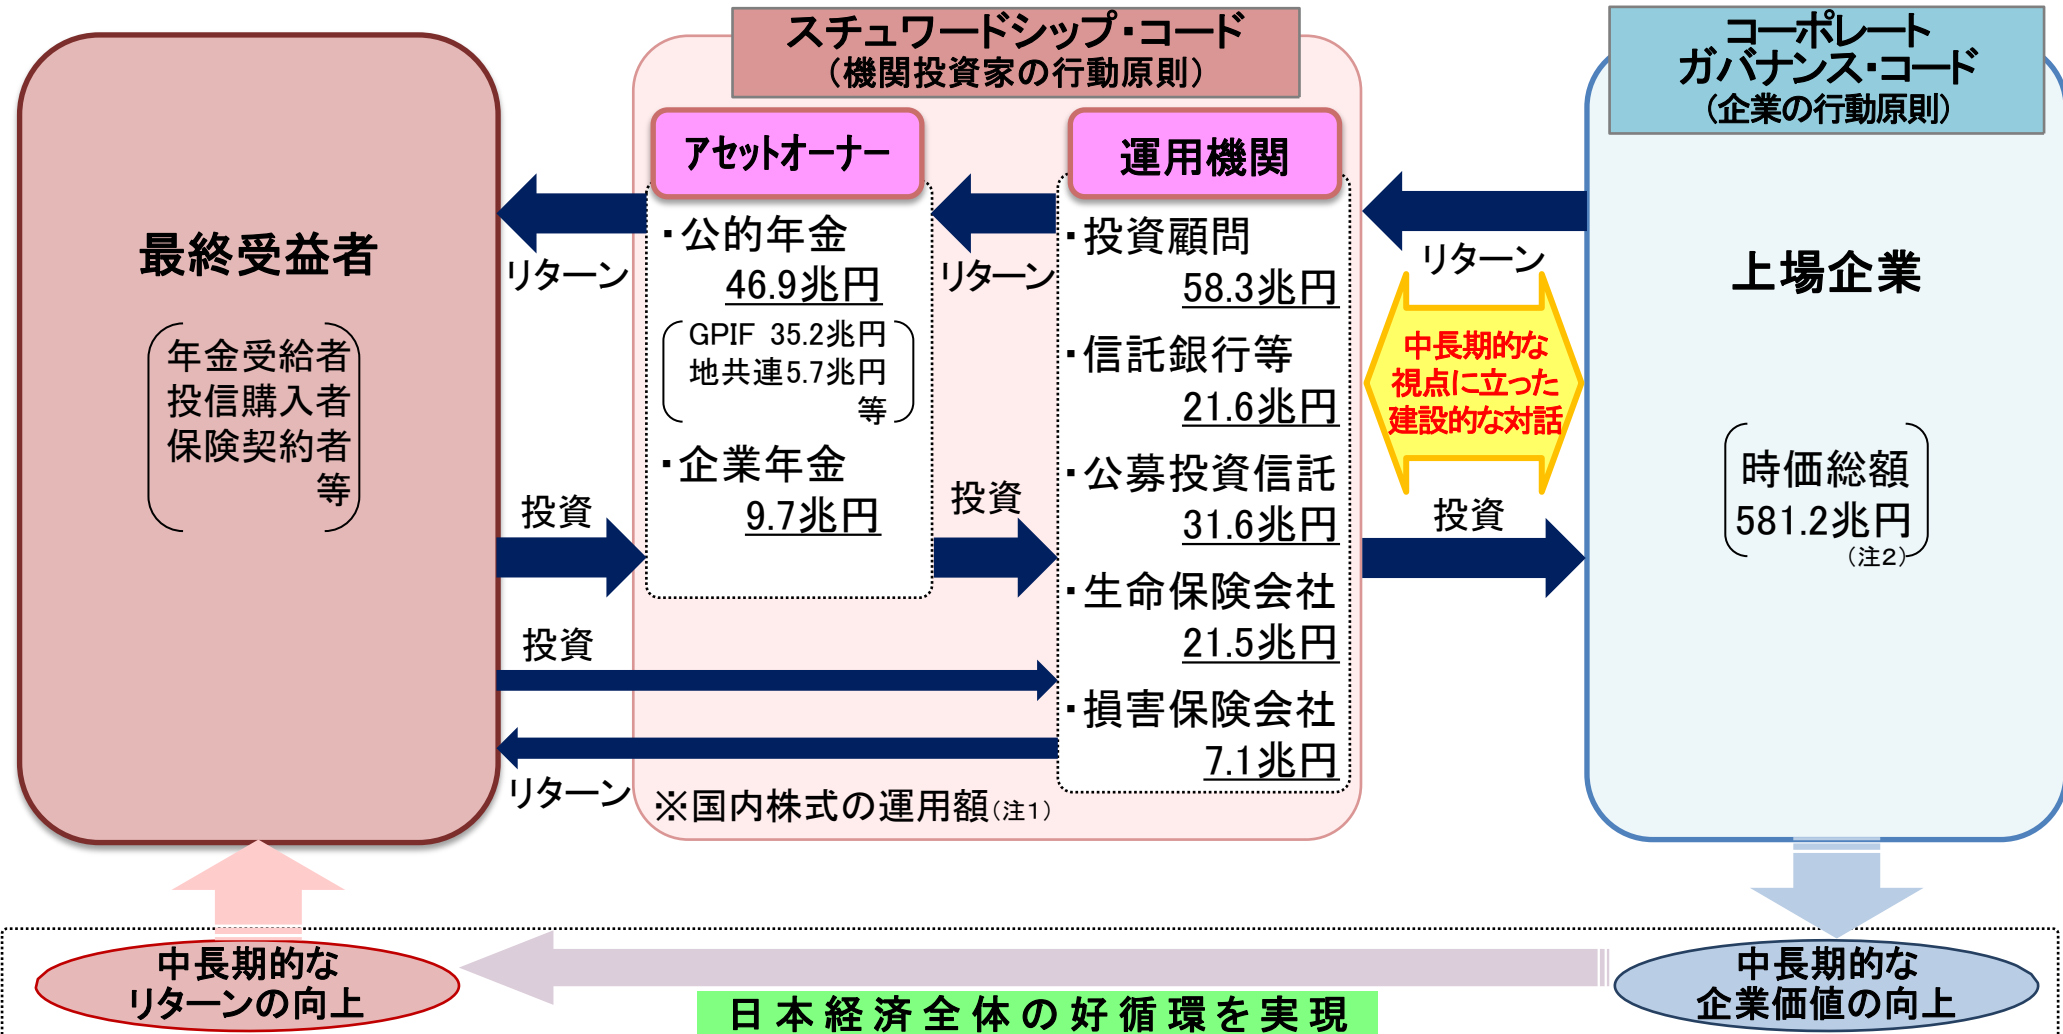 スチュワードシップ・コード
（機関投資家の行動原則）
コーポレート
ガバナンス・コード
（企業の行動原則）
最終受益者
年金受給者
投信購入者
保険契約者
等
リターン
投資
投資
リターン
アセットオーナー
・公的年金
46.9兆円
GPIF 35.2兆円
地共連5.7兆円
等
・企業年金
9.7兆円
リターン
投資
運用機関
・投資顧問
58.3兆円
・信託銀行等
21.6兆円
・公募投資信託
31.6兆円
・生命保険会社
21.5兆円
・損害保険会社
7.1兆円
※国内株式の運用額(注1)
リターン
中長期的な
視点に立った
建設的な対話
投資
上場企業
時価総額
581.2兆円
(注2)
中長期的な
リターンの向上
日本経済全体の好循環を実現
中長期的な
企業価値の向上